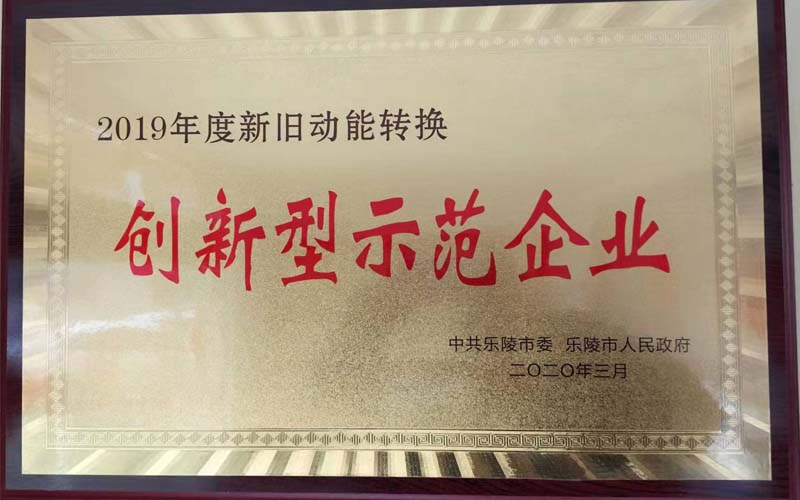 2019年度新旧动能转换
创新型示范企业
中共乐陵市委 乐陵市人民政府
二〇二〇年三月